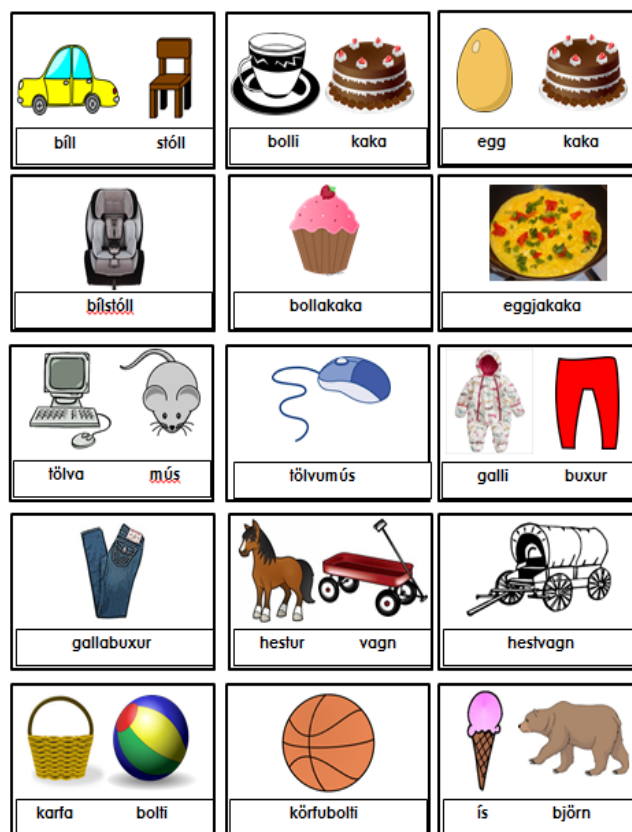 bíll stóll
bolli kaka
egg kaka
bílstóll
bollakaka
eggjakaka
tölva mús
tölvumús
galli buxur
gallabuxur
hestur vagn
hestvagn
karfa bolti
körfubolti
ís björn